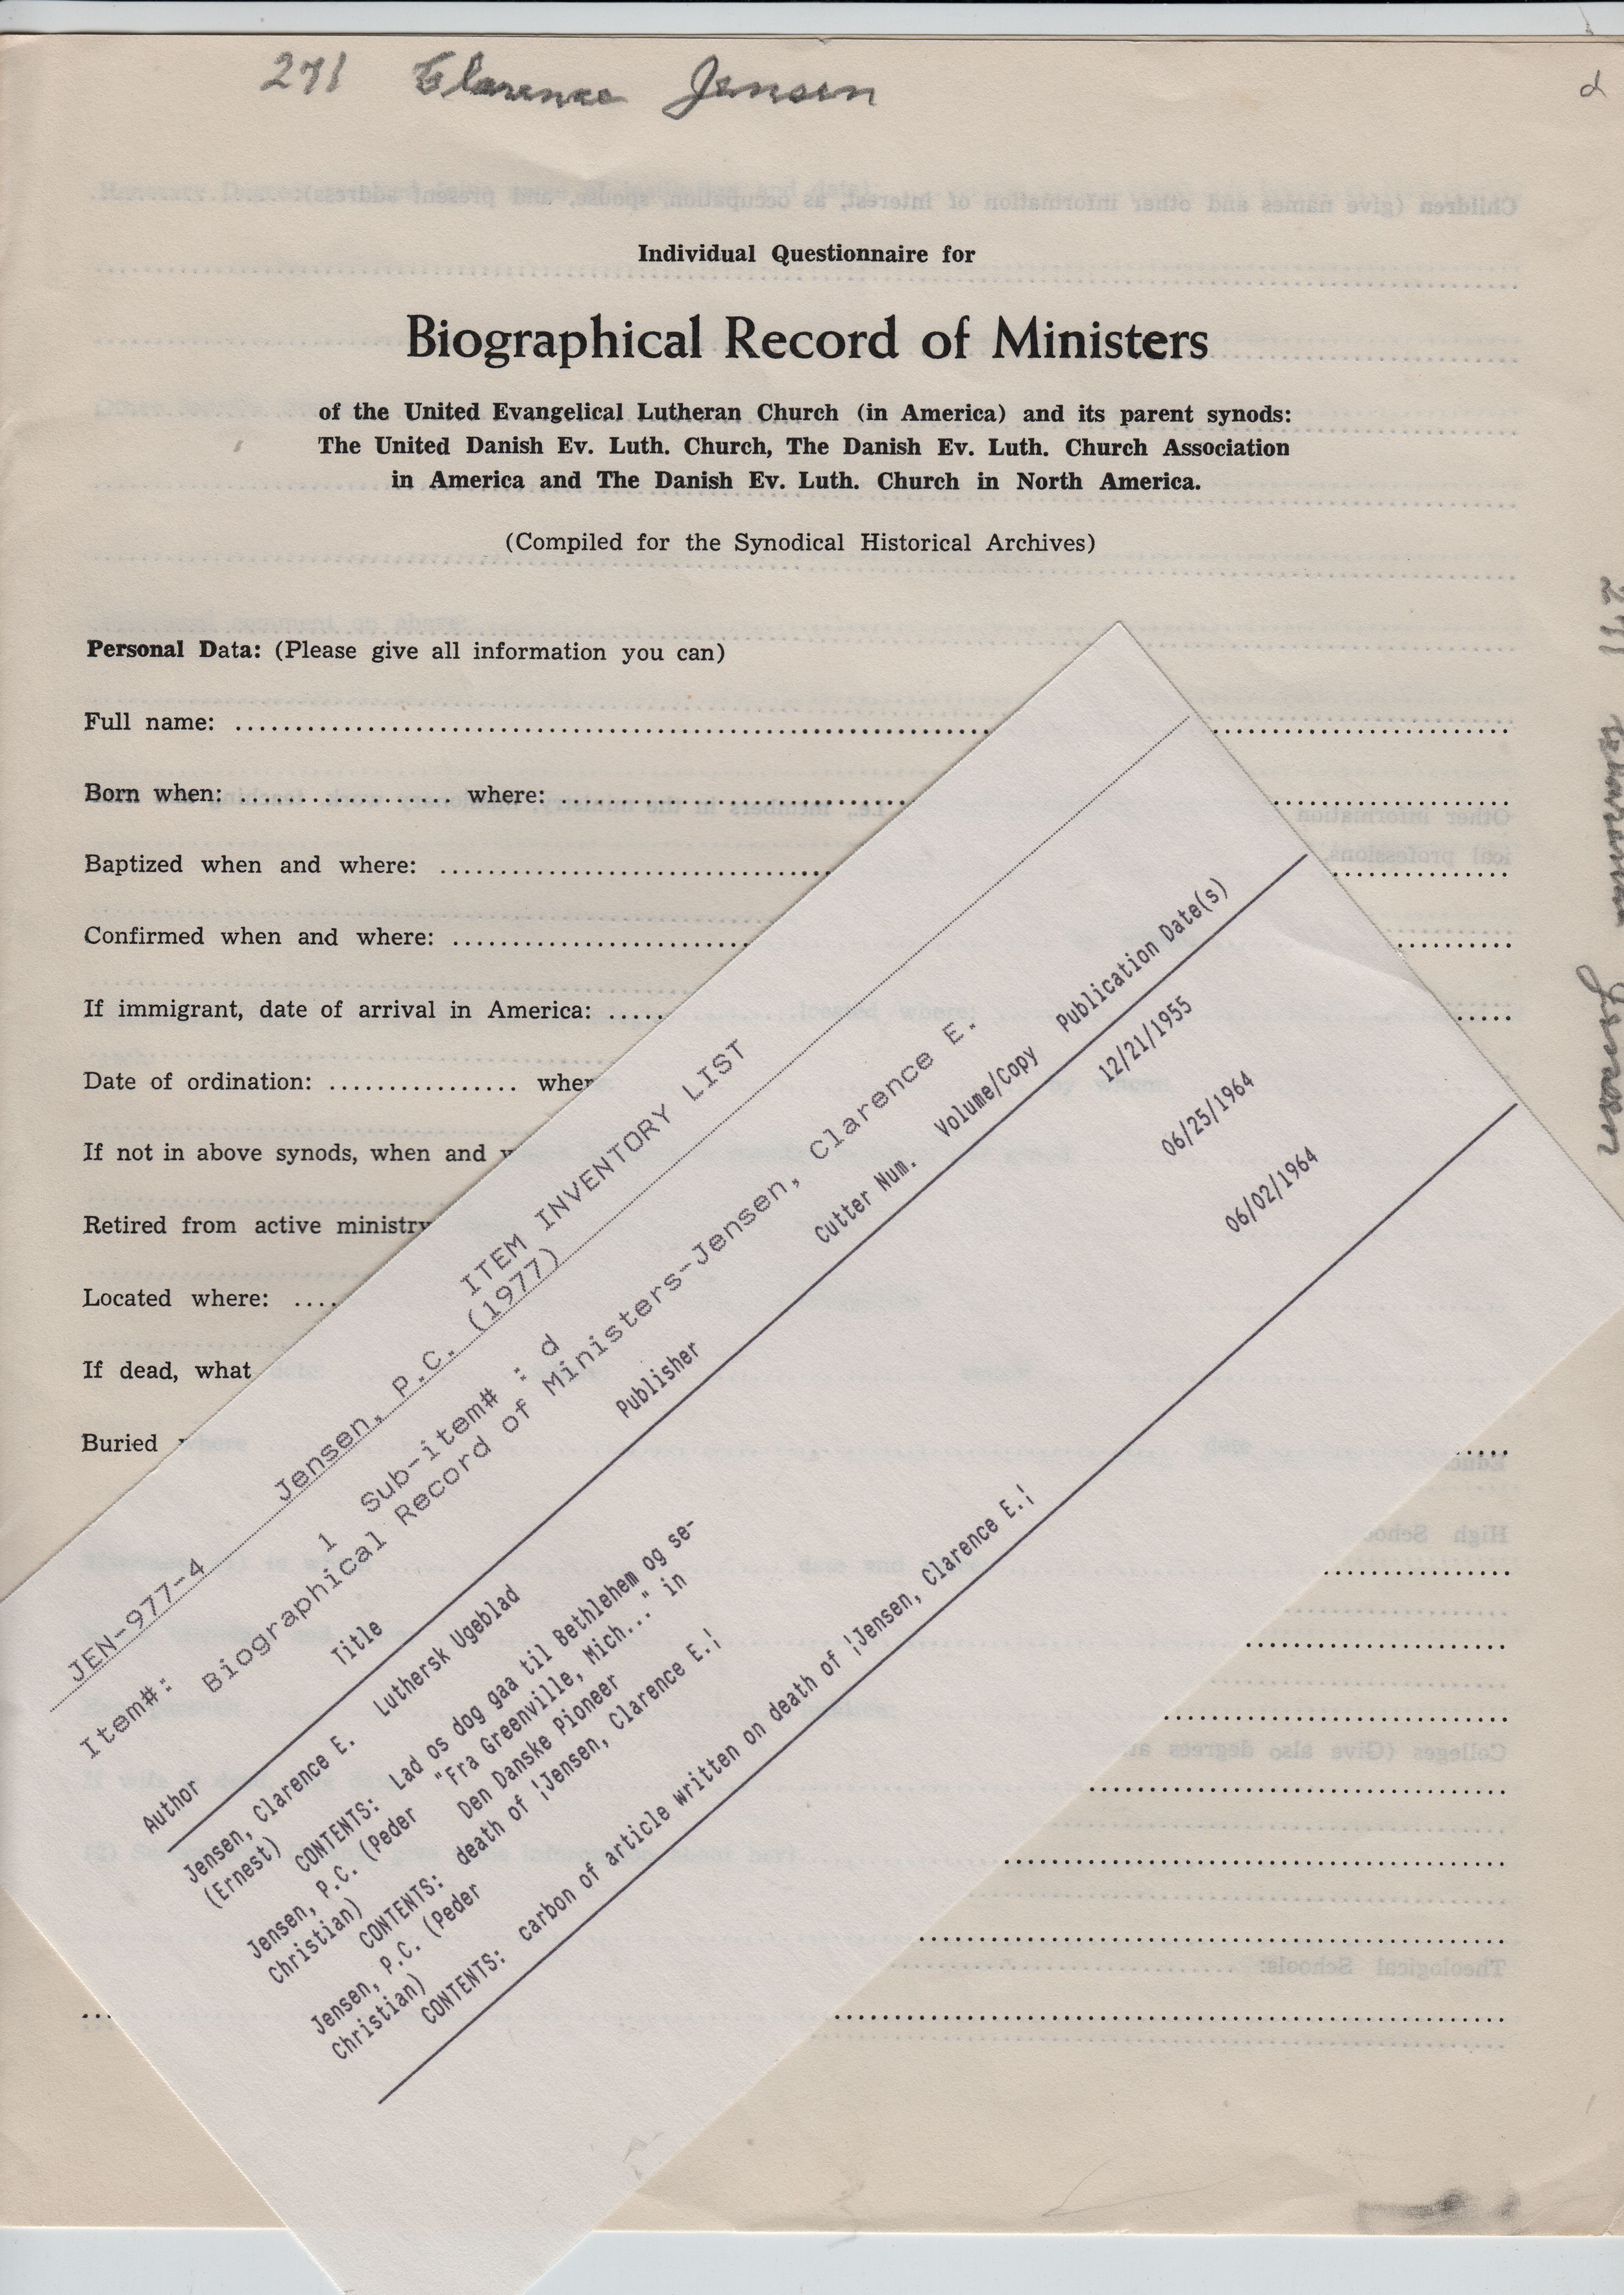 271 Clarence Jensen
d
Individual Questionnaire for
Biographical Record of Ministers
of the United Evangelical Lutheran Church (in America) and its parent synods:
The United Danish Ev. Luth. Church, The Danish Ev. Luth. Church Association
in America and The Danish Ev. Luth. Church in North America.
(Compiled for the Synodical Historical Archives)
Personal Data: (Please give all information you can)
Full name:
Born when: where:
Baptized when and where:
Confirmed when and where:
If immigrant, date of arrival in America:
Date of ordination: when
If not in above synods, when and
Retired from active ministry
Located where:
If dead, what
Buried
271 Clarence Jensen
ITEM INVENTORY LIST
JEN-977-4 Jensen, P.C. (1977)
Item#: 1 Sub-item# : d
Biographical Record of Ministers-Jensen, Clarence E.
Author Title Publisher Cutter Num. Volume/Copy Publication Date(s)
Jensen, Clarence E. Luthersk Ugeblad 12/21/1955
(Ernest)
CONTENTS: Lad os dog gaa til Bethlehem og se-
Jensen, P.C. (Peder "Fra Greenville, Mich..." in 06/25/1964
Christian) Den Danske Pioneer
CONTENTS: death of ¦Jensen, Clarence E.¦
Jensen, P.C. (Peder 06/02/1964
Christian)
CONTENTS: carbon of article written on death of ¦Jensen, Clarence E.¦
Children (give names and other information of interest, as occupation, spouse, and present address):
Other information
ical professions,
High School
Colleges (Give also degrees
Theological Schools: